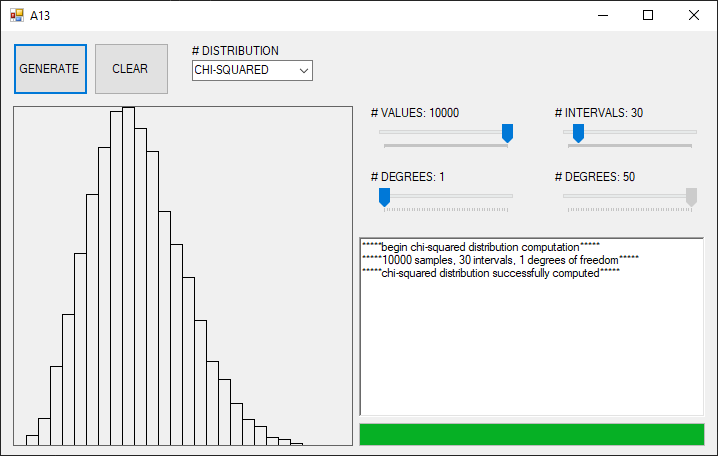 A13
GENERATE
CLEAR
# DISTRIBUTION
CHI-SQUARED
# VALUES: 10000
# INTERVALS: 30
# DEGREES: 1
# DEGREES: 50
*****begin chi-squared distribution computation*****
*****10000 samples, 30 intervals, 1 degrees of freedom*****
*****chi-squared distribution successfully computed*****